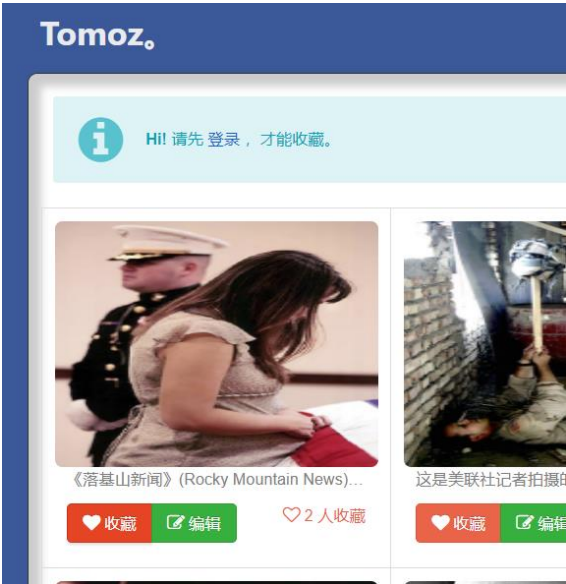 Tomoz。
Hi! 请先 登录 ，才能收藏。
《落基山新闻》(Rocky Mountain News)...
这是美联社记者拍摄的
收藏
编辑
2 人收藏
收藏
编辑